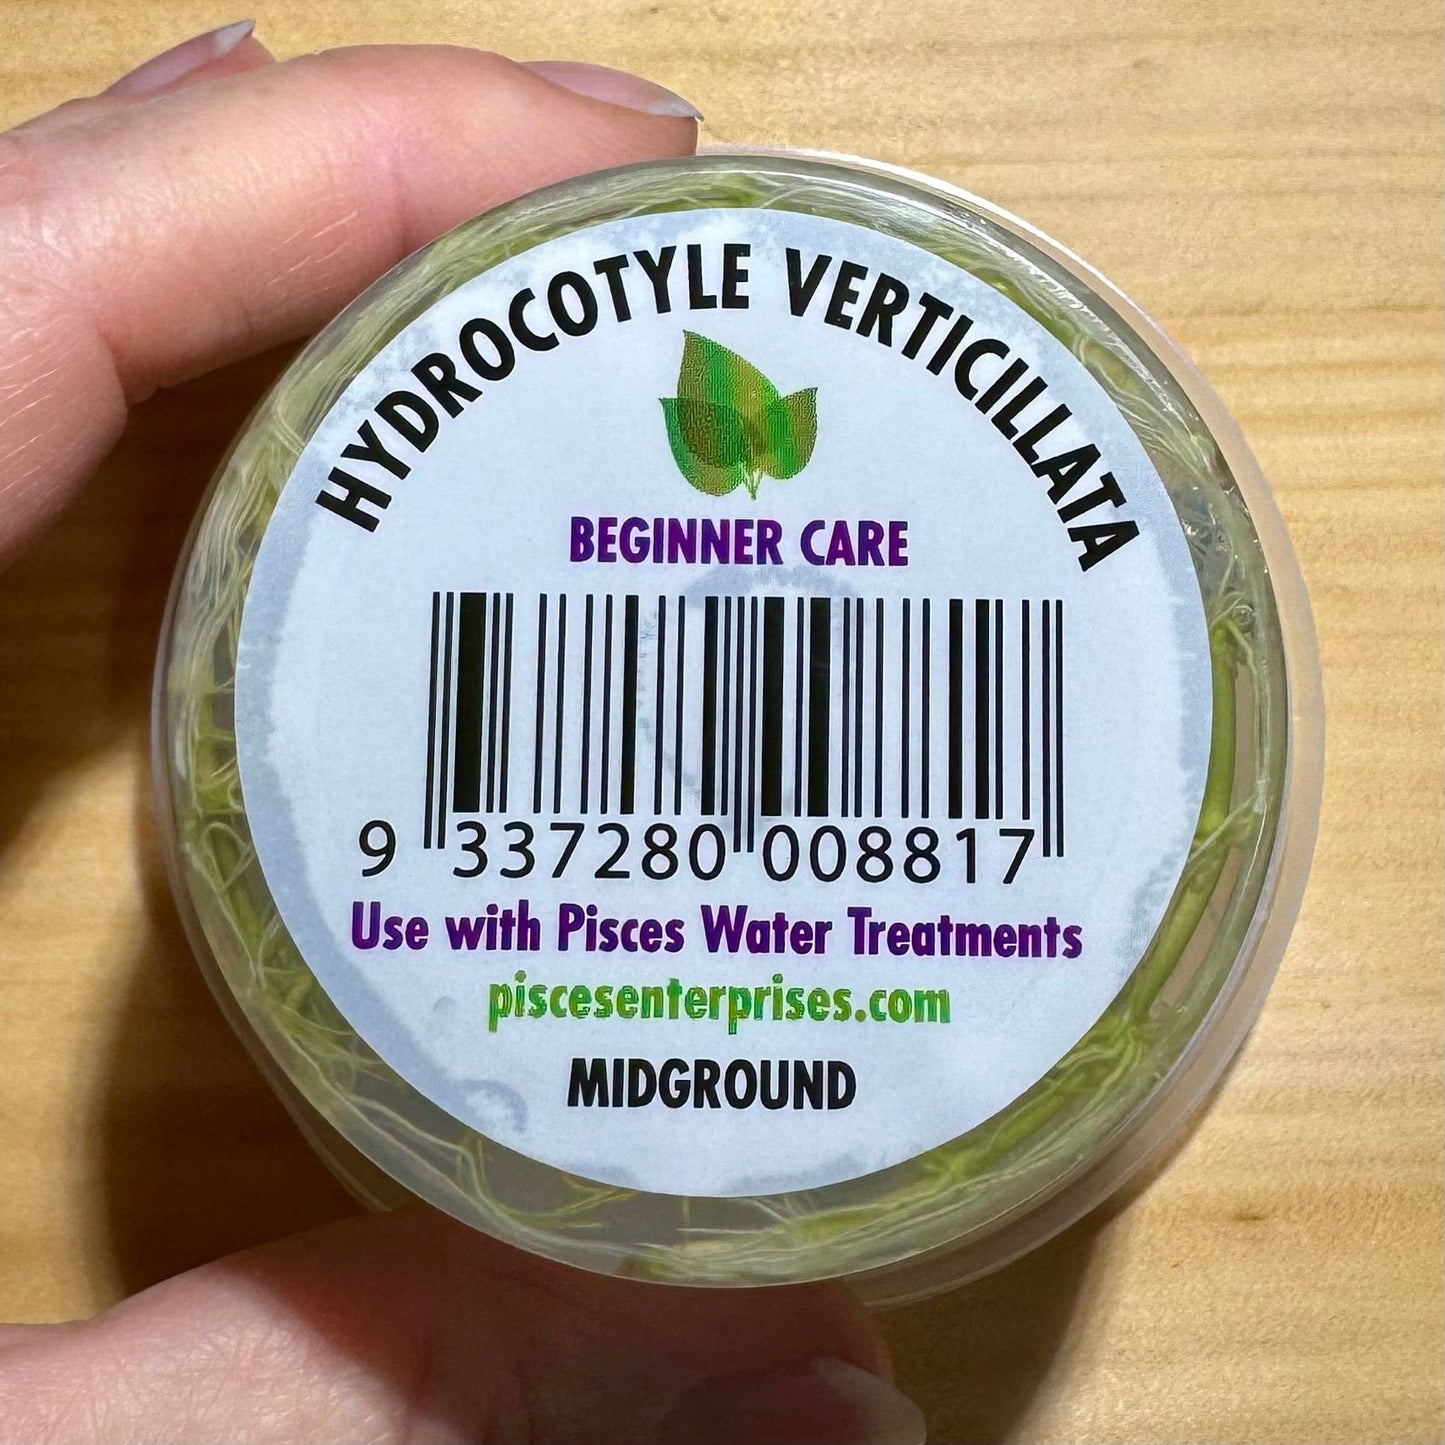 HYDROCOTYLE VERTICILLATA
BEGINNER CARE
9 337280 008817
Use with Pisces Water Treatments
piscesenterprises.com
MIDGROUND